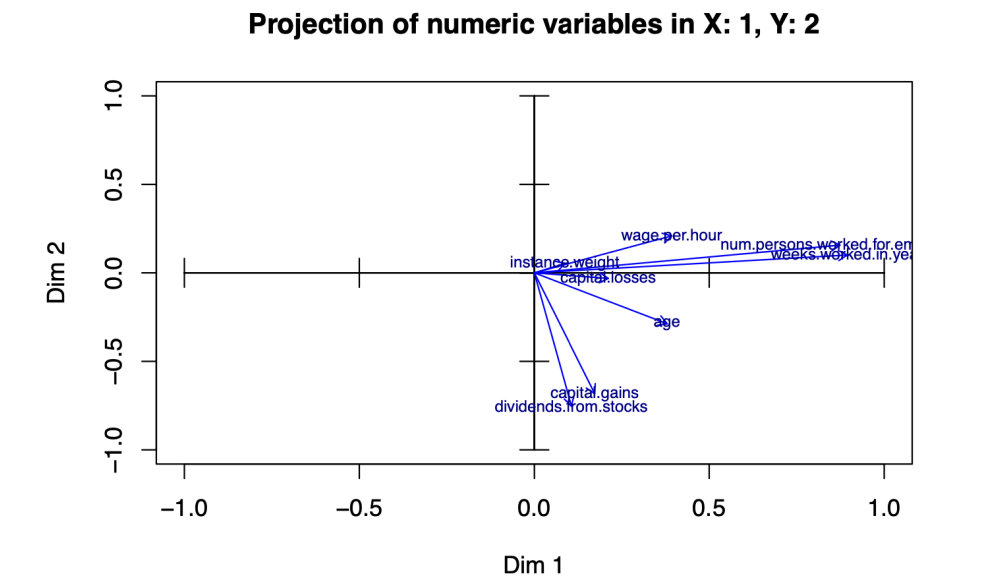 Projection of numeric variables in X: 1, Y: 2
1.0
0.5
0.0
−0.5
−1.0
Dim 2
wage.per.hour
num.persons.worked.for.em
weeks.worked.in.yea
instance.weight
capital.losses
age
capital.gains
dividends.from.stocks
−1.0
−0.5
0.0
0.5
1.0
Dim 1